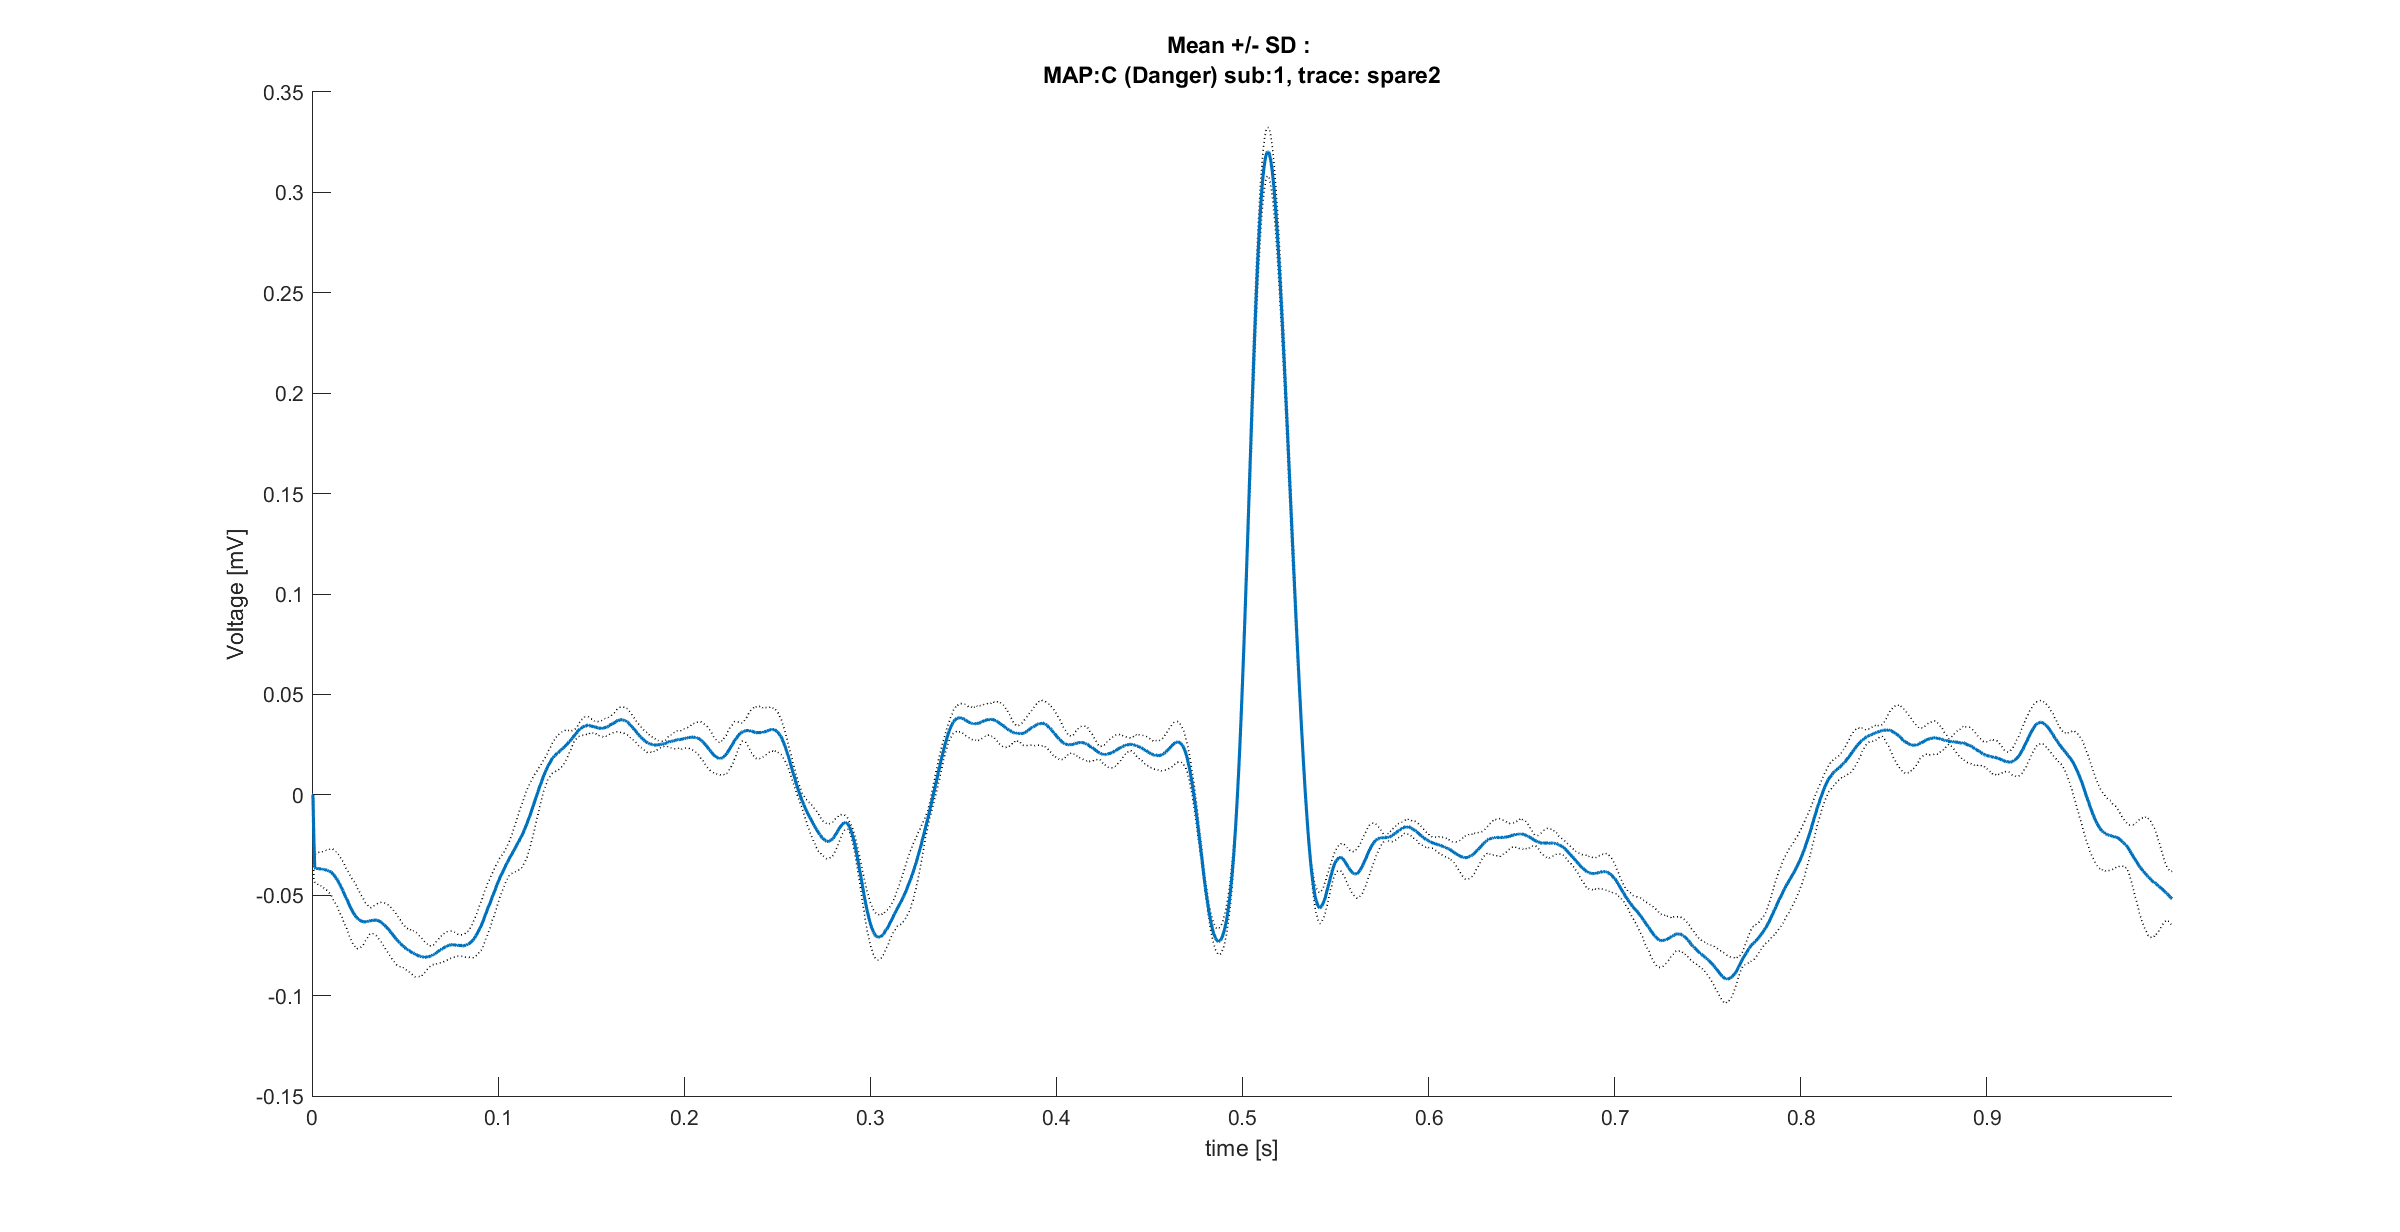 Mean +/- SD :
MAP:C (Danger) sub:1, trace: spare2
0.35
0.3
0.25
0.2
0.15
0.1
0.05
0
-0.05
-0.1
-0.15
Voltage [mV]
0 0.1 0.2 0.3 0.4 0.5 0.6 0.7 0.8 0.9
time [s]